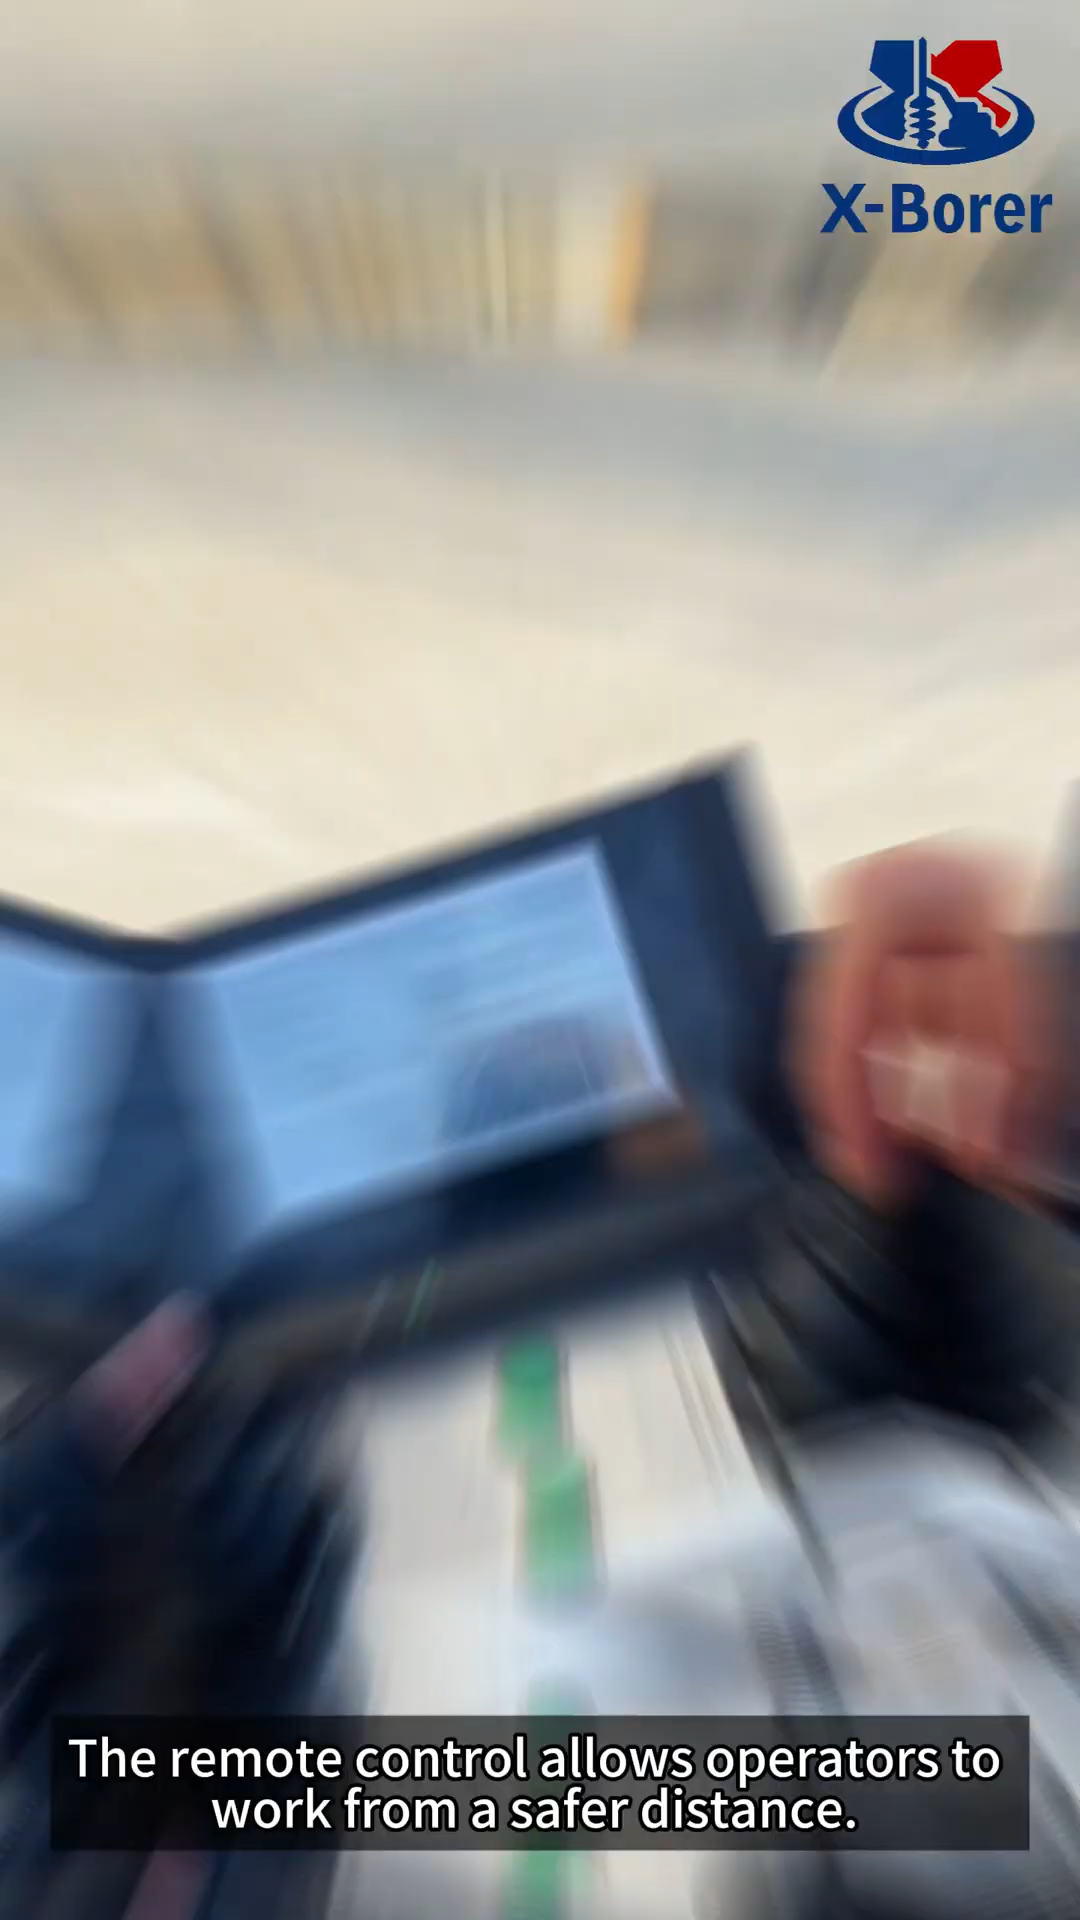 X-Borer
The remote control allows operators to
work from a safer distance.